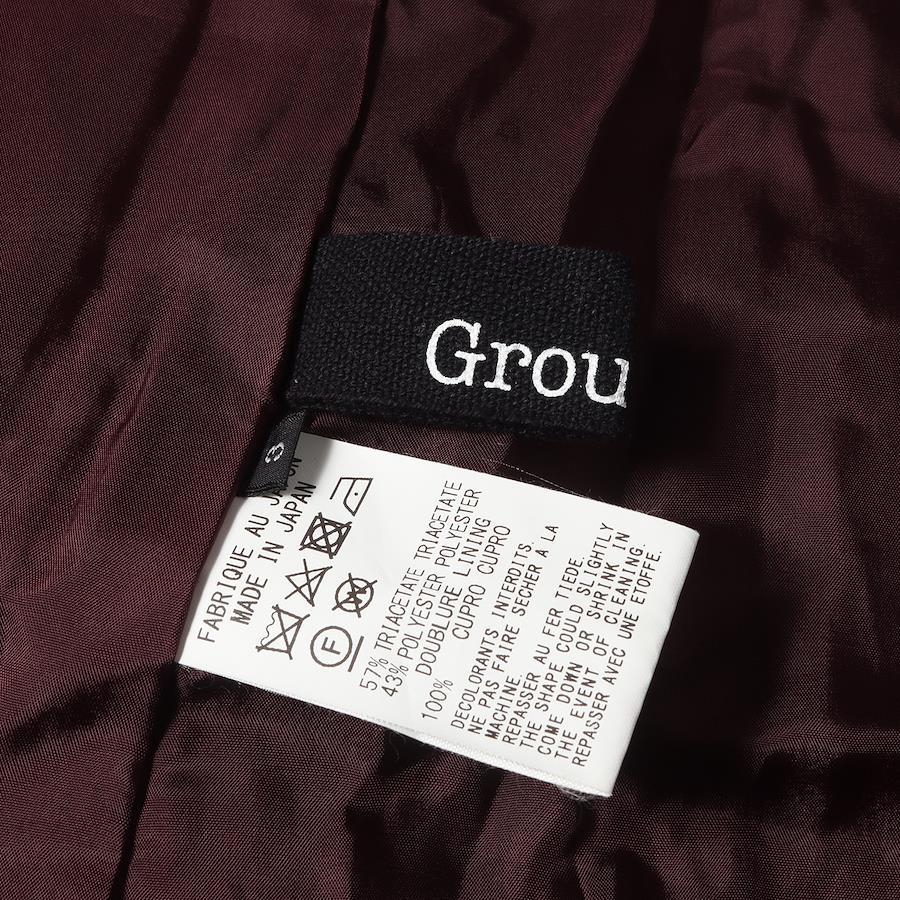 Grou
3
FABRIQUE AU JAPON
MADE IN JAPAN
F
57% TRIACETATE TRIACETATE
43% POLYESTER POLYESTER
DOUBLURE LINING
100% CUPRO CUPRO
DECOLORANTS INTERDITS.
NE PAS FAIRE SECHER À LA
MACHINE.
REPASSER AU FER TIEDE.
THE SHAPE COULD SLIGHTLY
COME DOWN OR SHRINK IN
THE EVENT OF CLEANING.
REPASSER AVEC UNE ETOFFE.